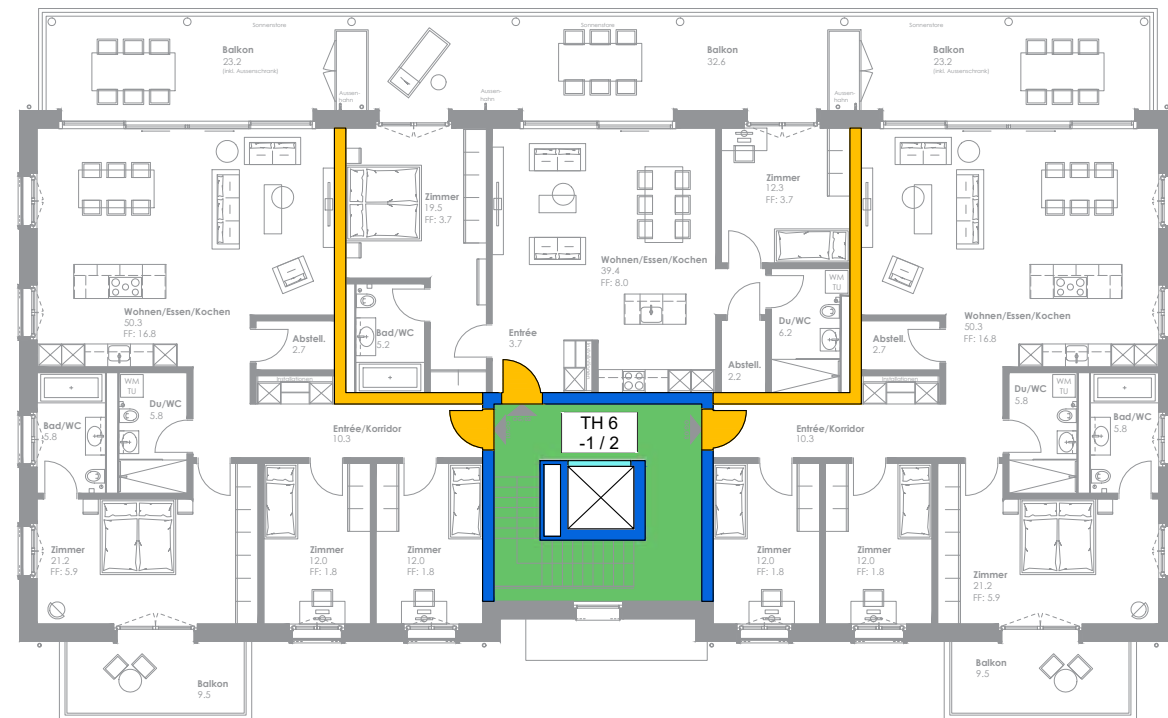 Sonnenstore
Sonnenstore
Sonnenstore
Balkon
23.2
(inkl. Aussenschrank)
Balkon
32.6
Balkon
23.2
(inkl. Aussenschrank)
Aussen-
hahn
Aussen-
hahn
Aussen-
hahn
Zimmer
19.5
FF: 3.7
Zimmer
12.3
FF: 3.7
Wohnen/Essen/Kochen
39.4
FF: 8.0
WM
TU
Wohnen/Essen/Kochen
50.3
FF: 16.8
Bad/WC
5.2
Entrée
3.7
Du/WC
6.2
Wohnen/Essen/Kochen
50.3
FF: 16.8
Abstell.
2.7
Abstell.
2.2
Abstell.
2.7
Installationen
Installationen
WM
TU
Du/WC
5.8
Bad/WC
5.8
Entrée/Korridor
10.3
TH 6
-1 / 2
Entrée/Korridor
10.3
Du/WC
5.8
WM
TU
Bad/WC
5.8
Zimmer
21.2
FF: 5.9
Zimmer
12.0
FF: 1.8
Zimmer
12.0
FF: 1.8
Zimmer
12.0
FF: 1.8
Zimmer
12.0
FF: 1.8
Zimmer
21.2
FF: 5.9
Balkon
9.5
Balkon
9.5